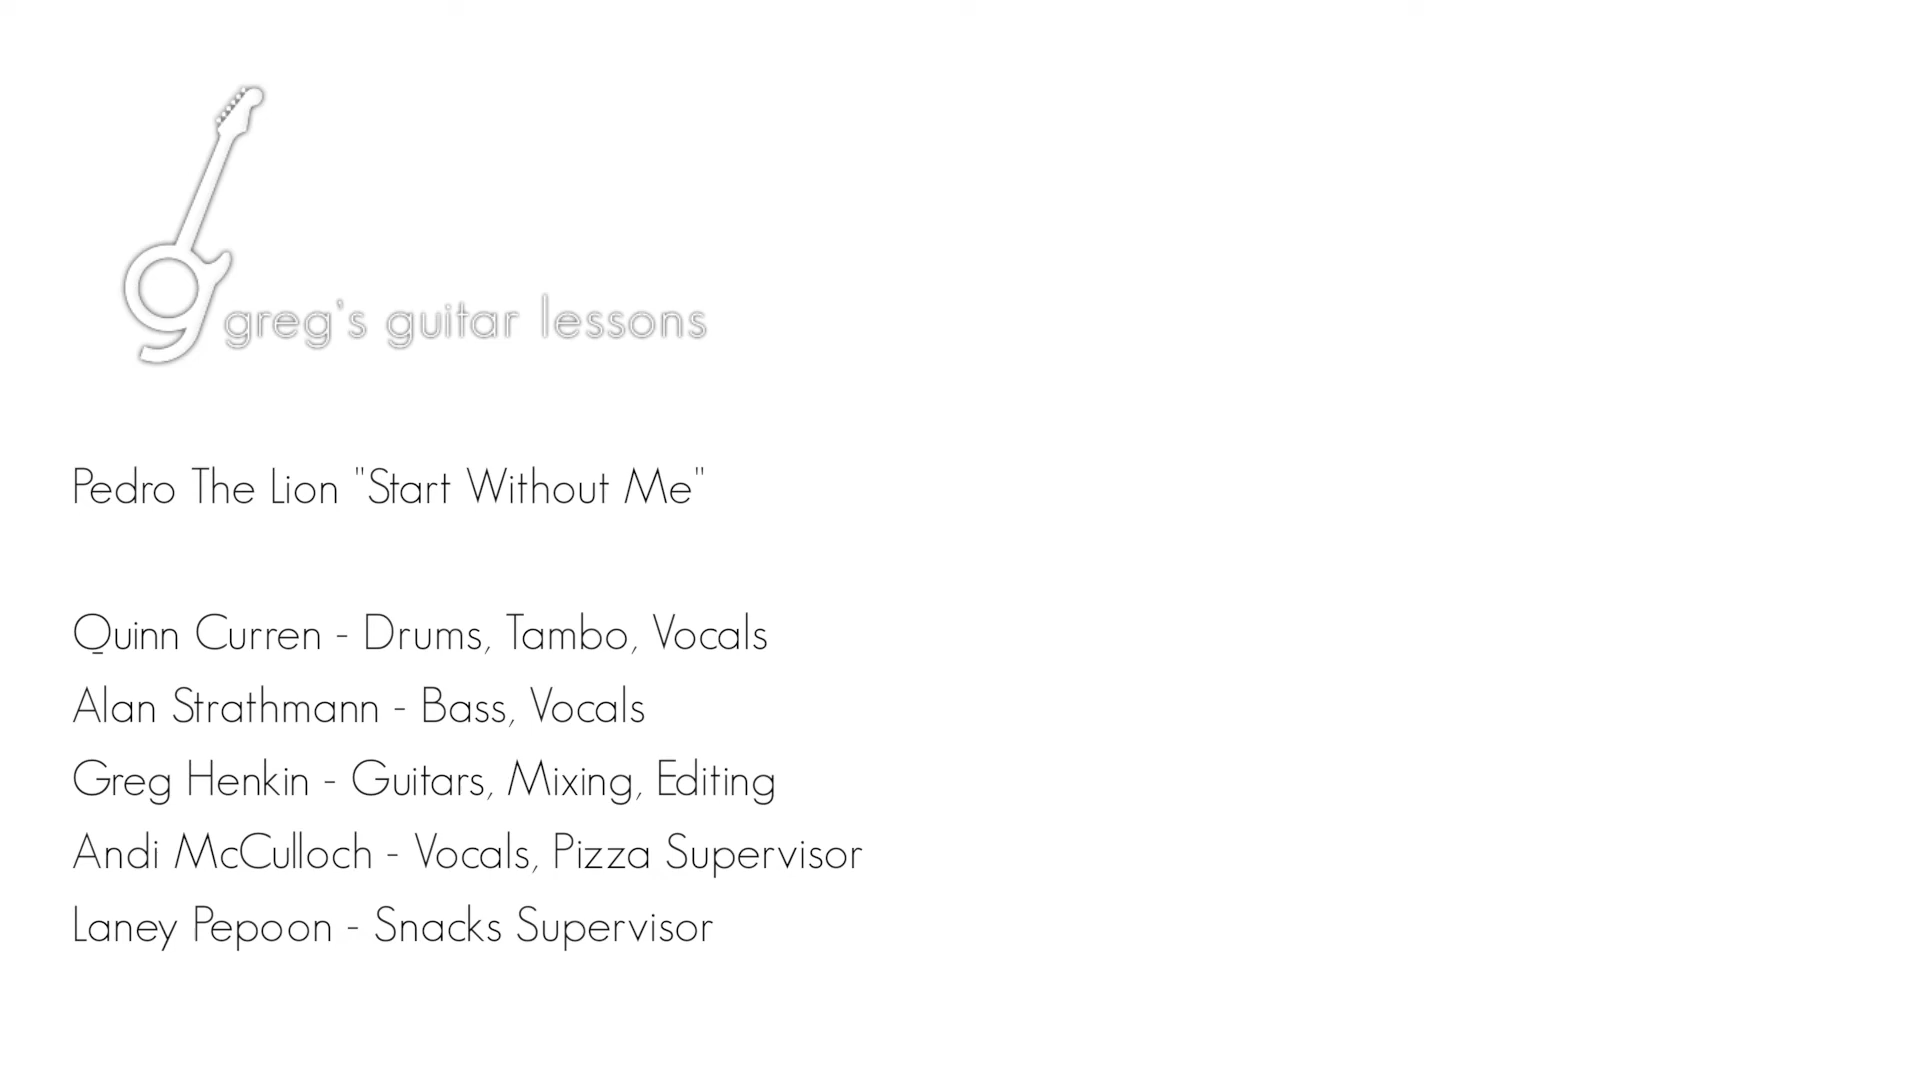 greg's guitar lessons
Pedro The Lion "Start Without Me"
Quinn Curren - Drums, Tambo, Vocals
Alan Strathmann - Bass, Vocals
Greg Henkin - Guitars, Mixing, Editing
Andi McCulloch - Vocals, Pizza Supervisor
Laney Pepoon - Snacks Supervisor